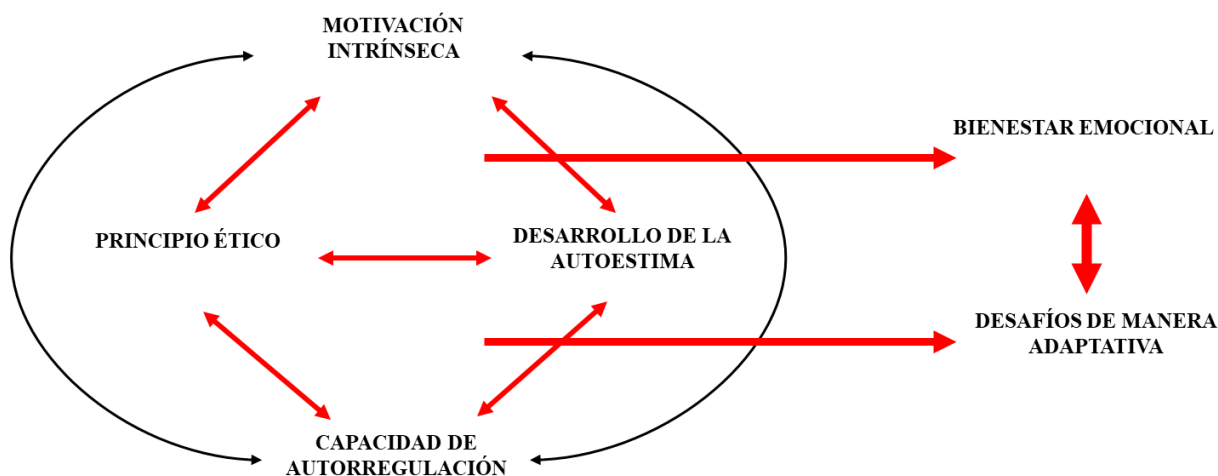 MOTIVACIÓN
INTRÍNSECA
BIENESTAR EMOCIONAL
PRINCIPIO ÉTICO
DESARROLLO DE LA
AUTOESTIMA
DESAFÍOS DE MANERA
ADAPTATIVA
CAPACIDAD DE
AUTORREGULACIÓN